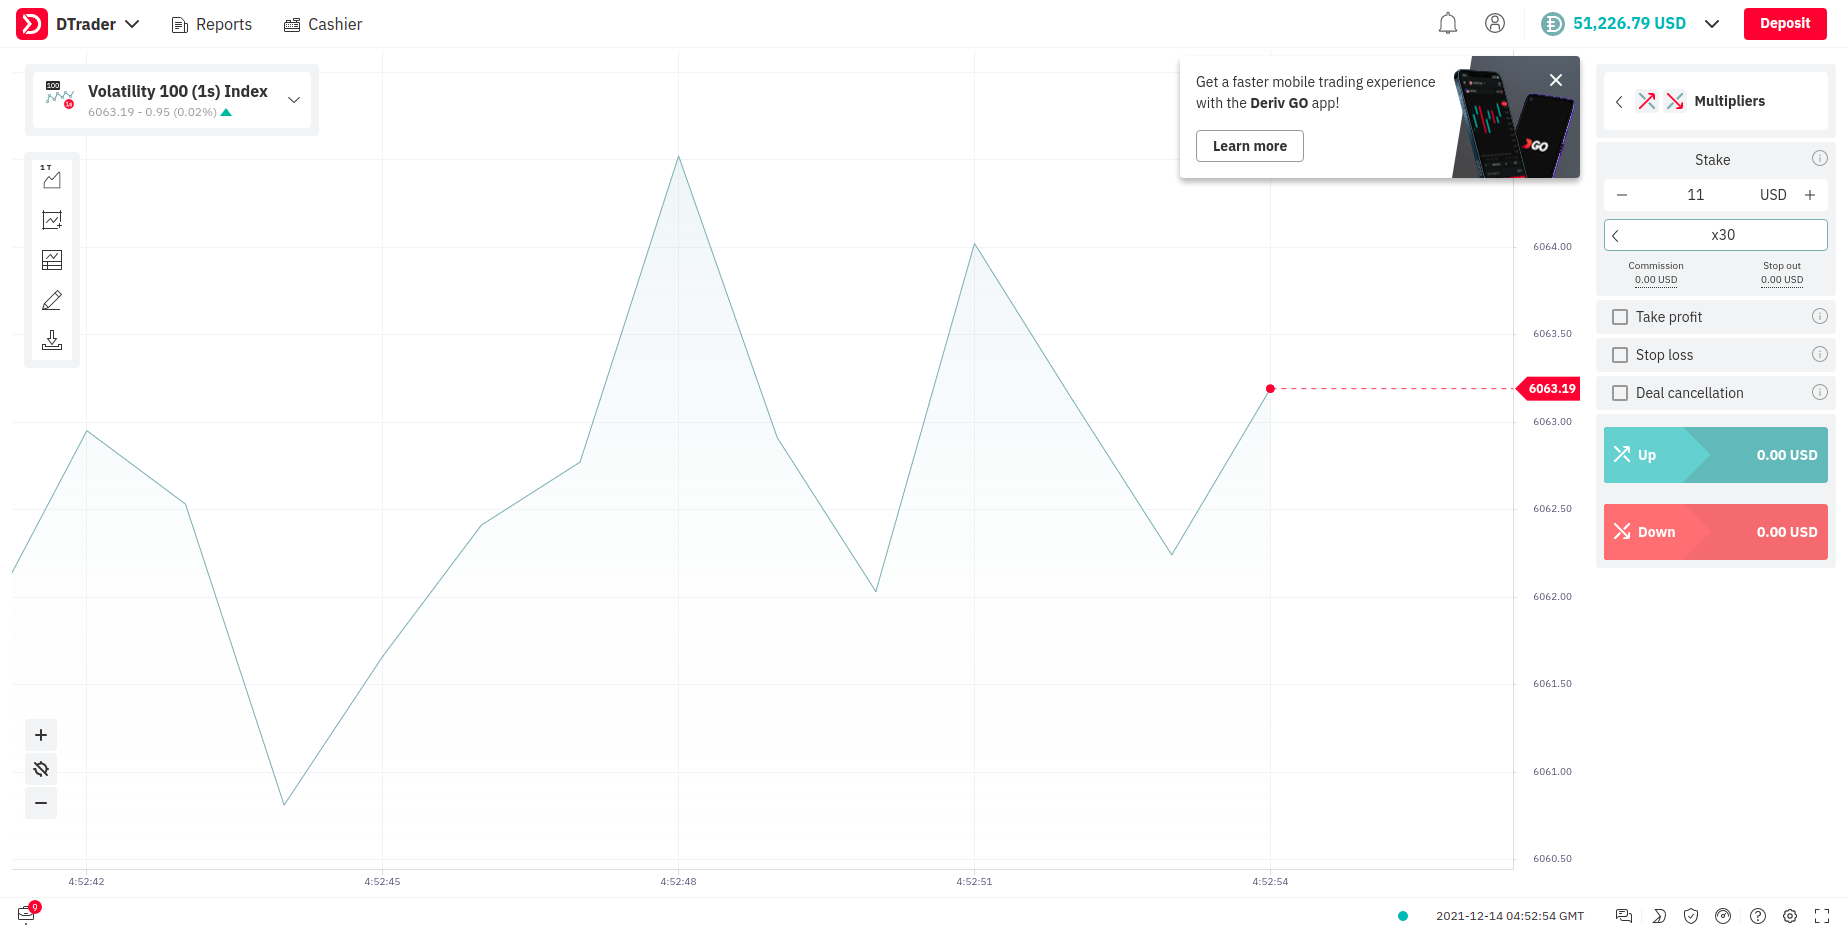 DTrader
Reports
Cashier
51,226.79 USD
Deposit
100
1s
Volatility 100 (1s) Index
6063.19 - 0.95 (0.02%)
Get a faster mobile trading experience
with the Deriv GO app!
Learn more
GO
1T
Multipliers
Stake
11
USD
x30
Commission
0.00 USD
Stop out
0.00 USD
Take profit
Stop loss
Deal cancellation
Up
0.00 USD
Down
0.00 USD
6064.00
6063.50
6063.19
6063.00
6062.50
6062.00
6061.50
6061.00
6060.50
4:52:42
4:52:45
4:52:48
4:52:51
4:52:54
9
2021-12-14 04:52:54 GMT